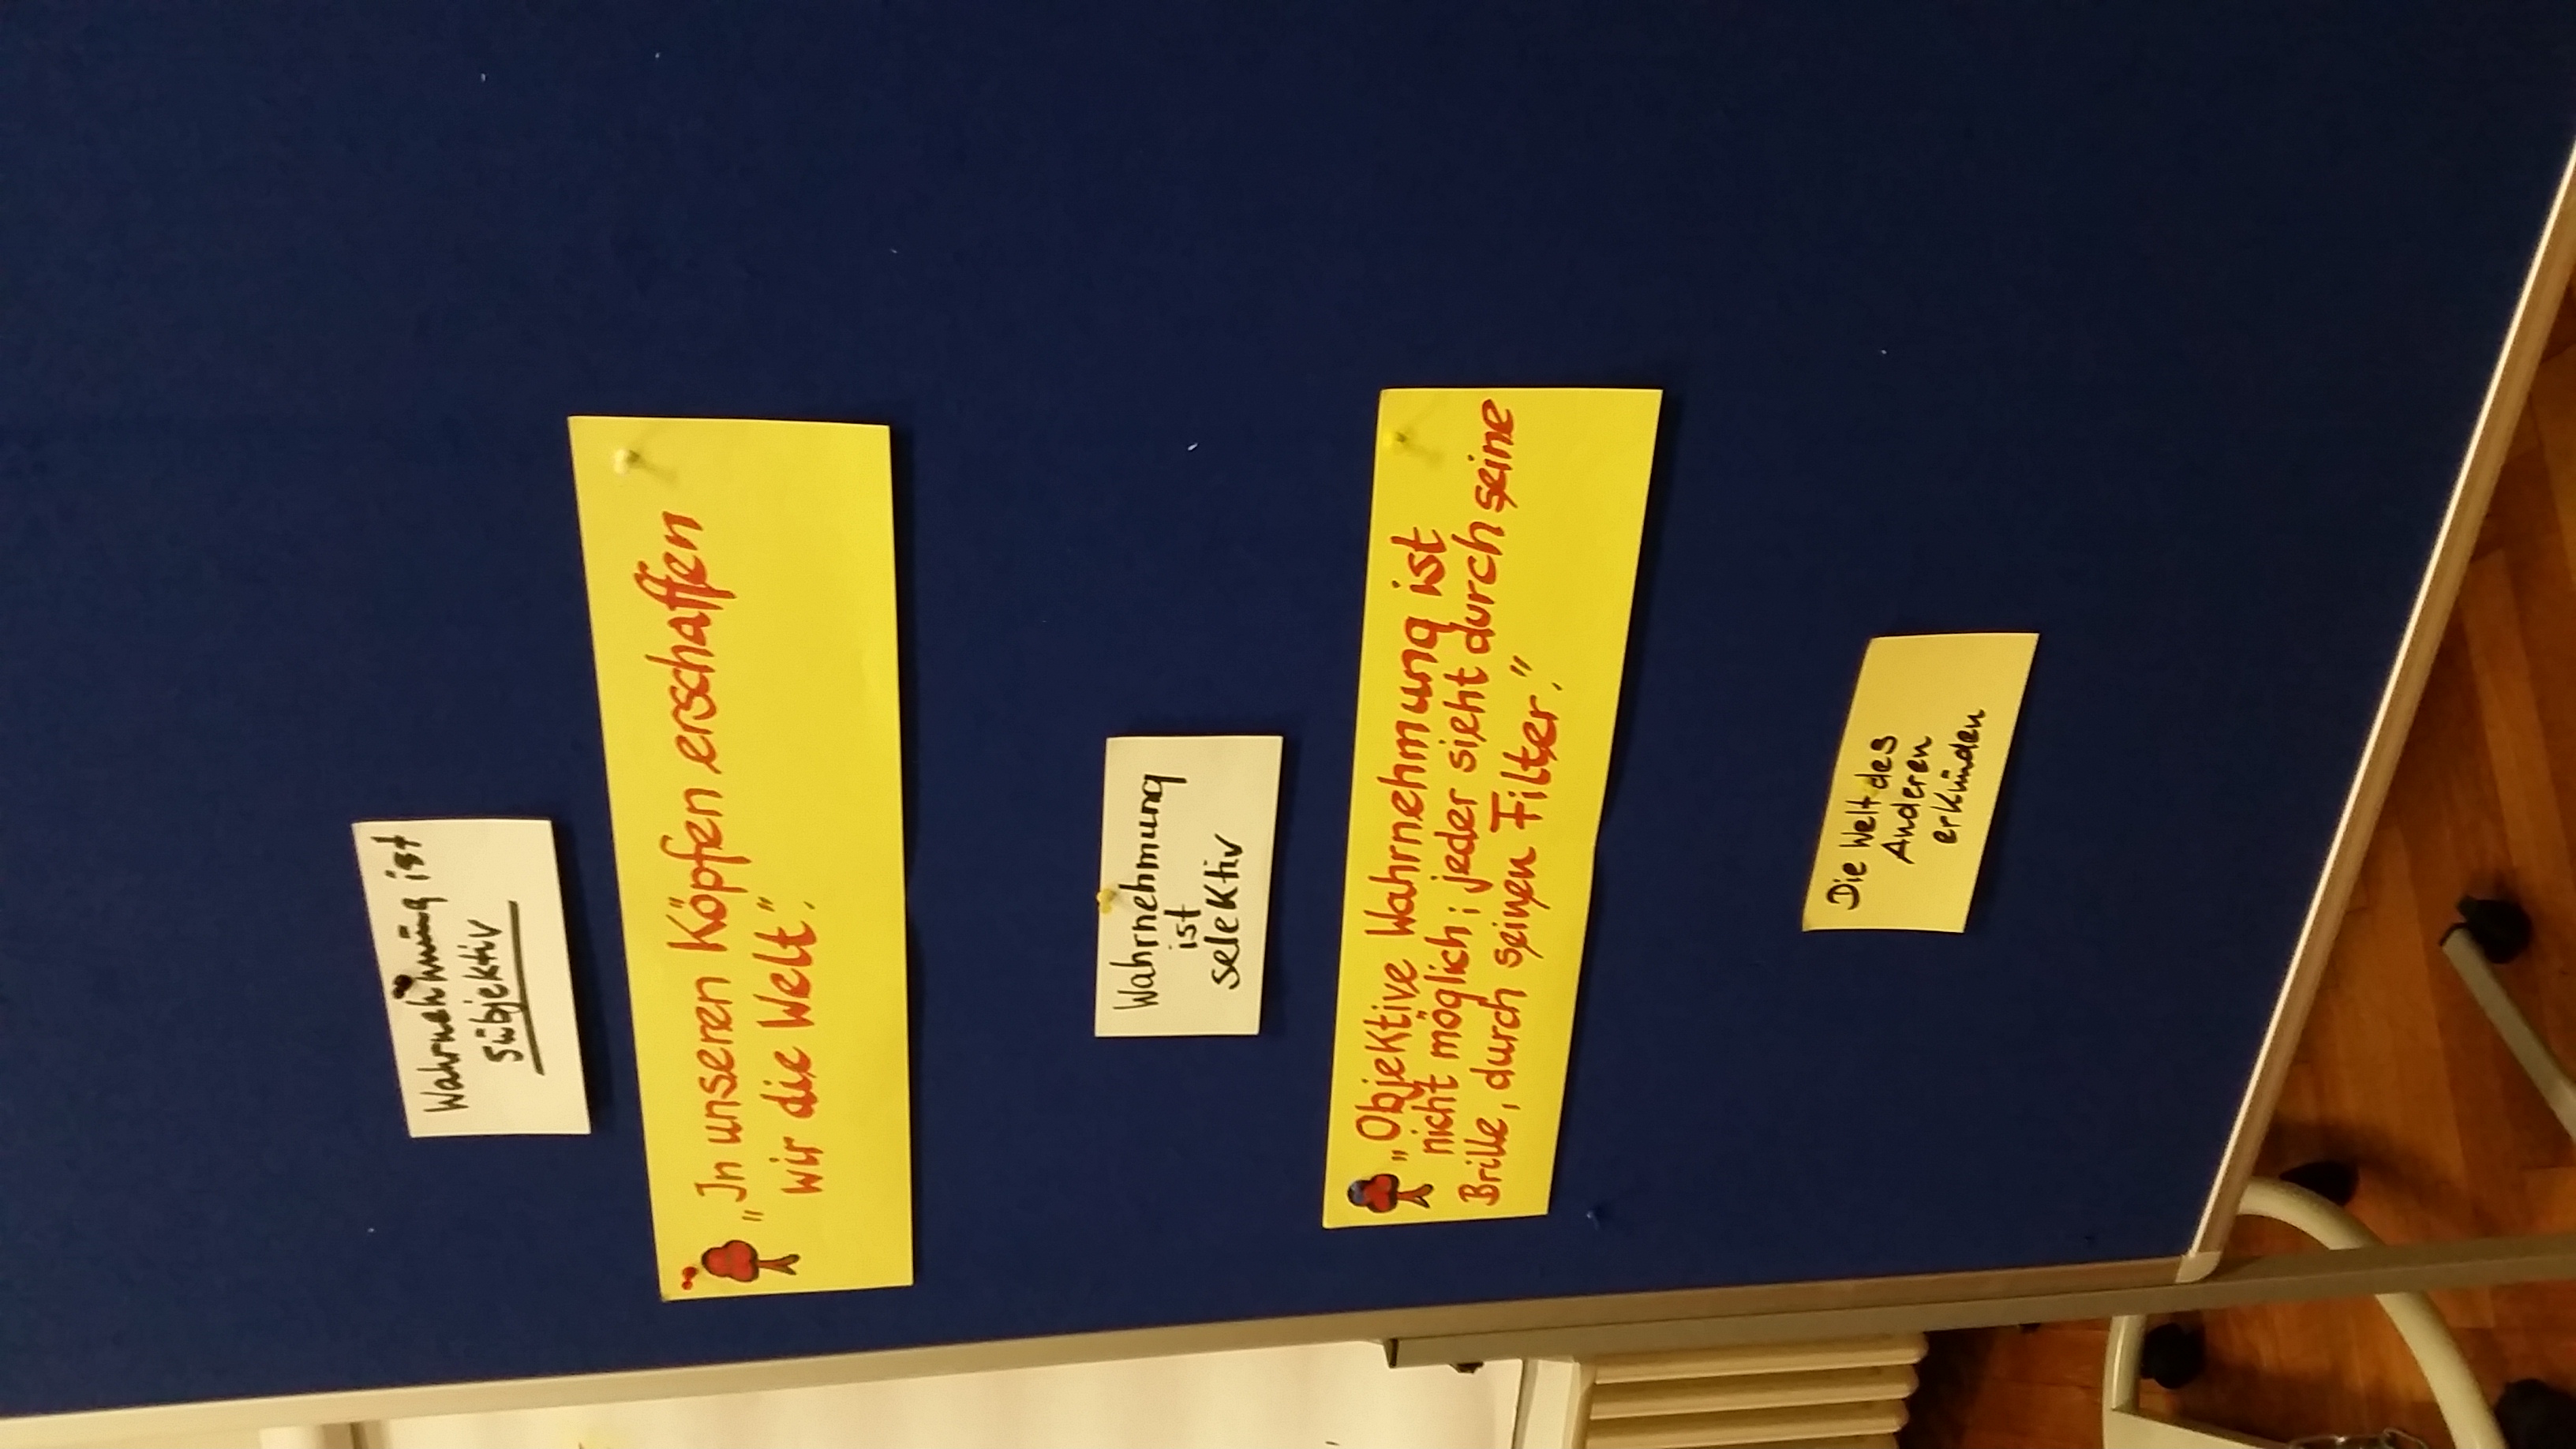 Wahrnehmung ist
subjektiv
„In unseren Köpfen erschaffen
wir die Welt".
Wahrnehmung
ist
selektiv
„Objektive Wahrnehmung ist
nicht möglich; jeder sieht durch seine
Brille, durch seinen Filter."
Die Welt des
Anderen
erkunden